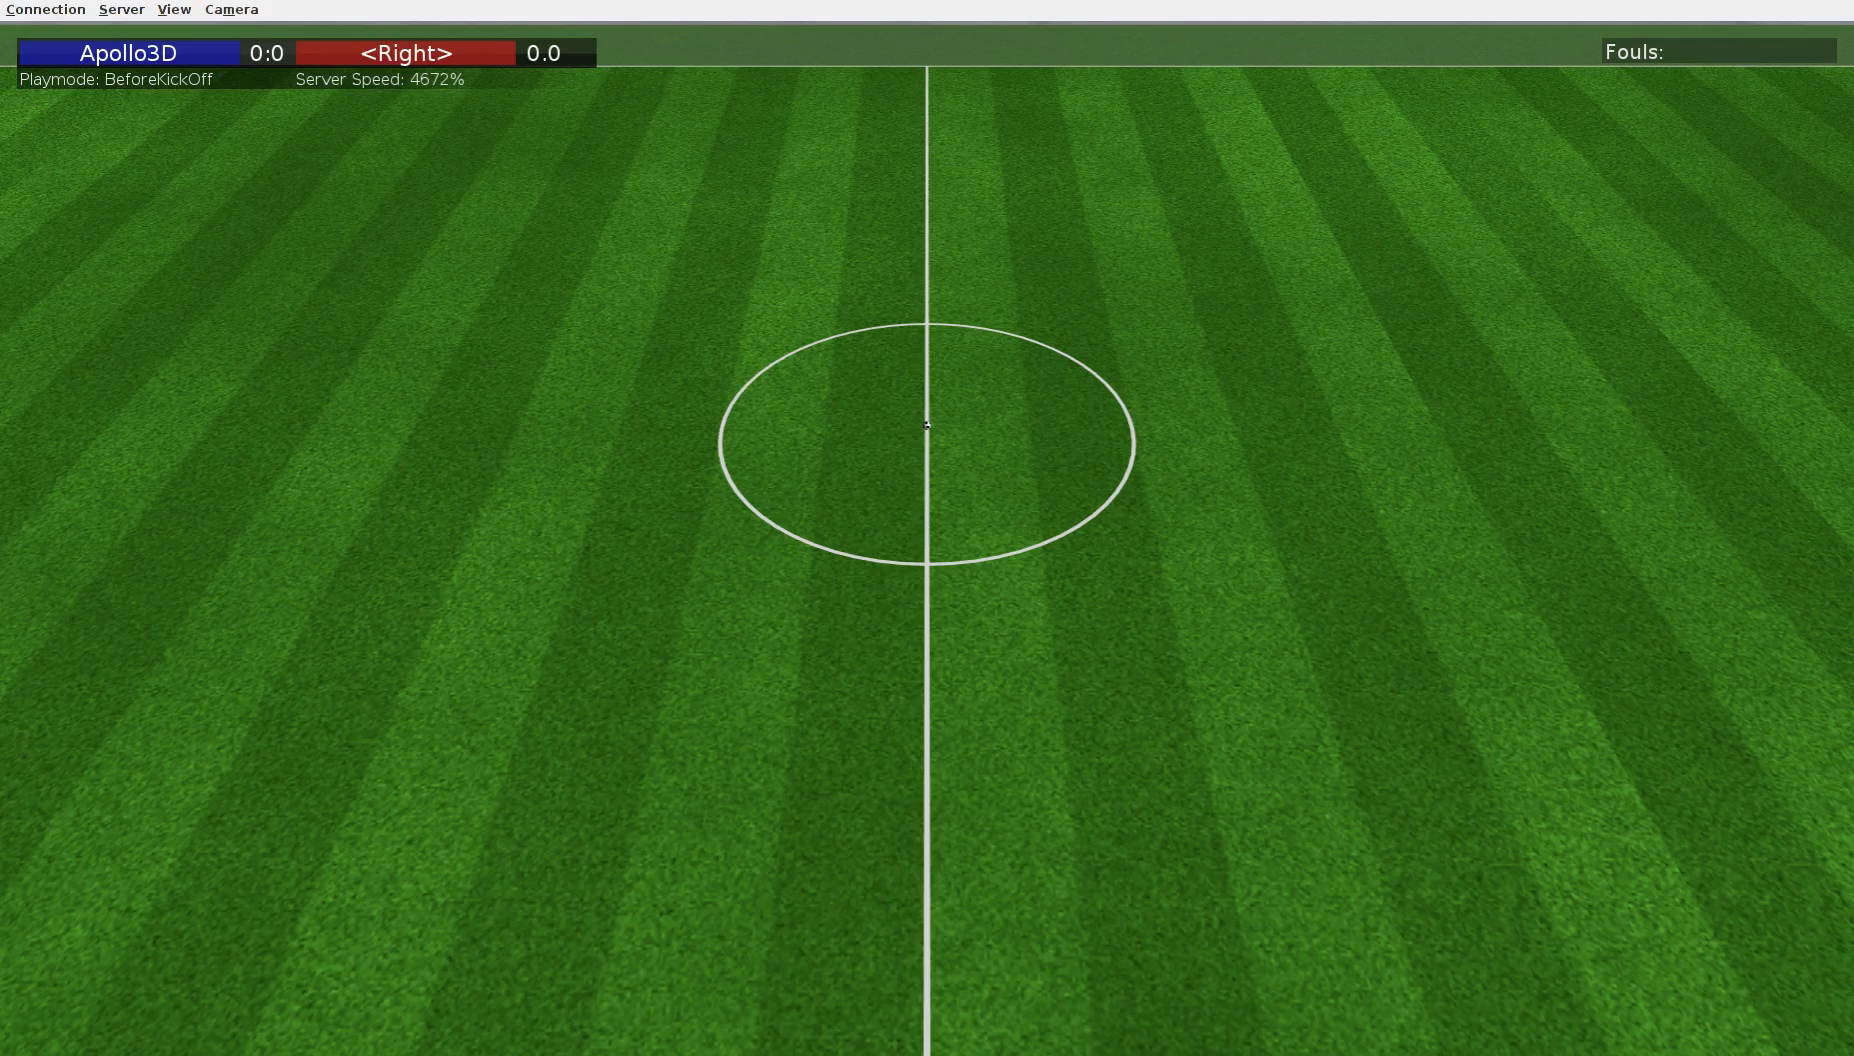 Connection Server View Camera
Apollo3D 0:0 <Right> 0.0
Fouls:
Playmode: BeforeKickOff Server Speed: 4672%